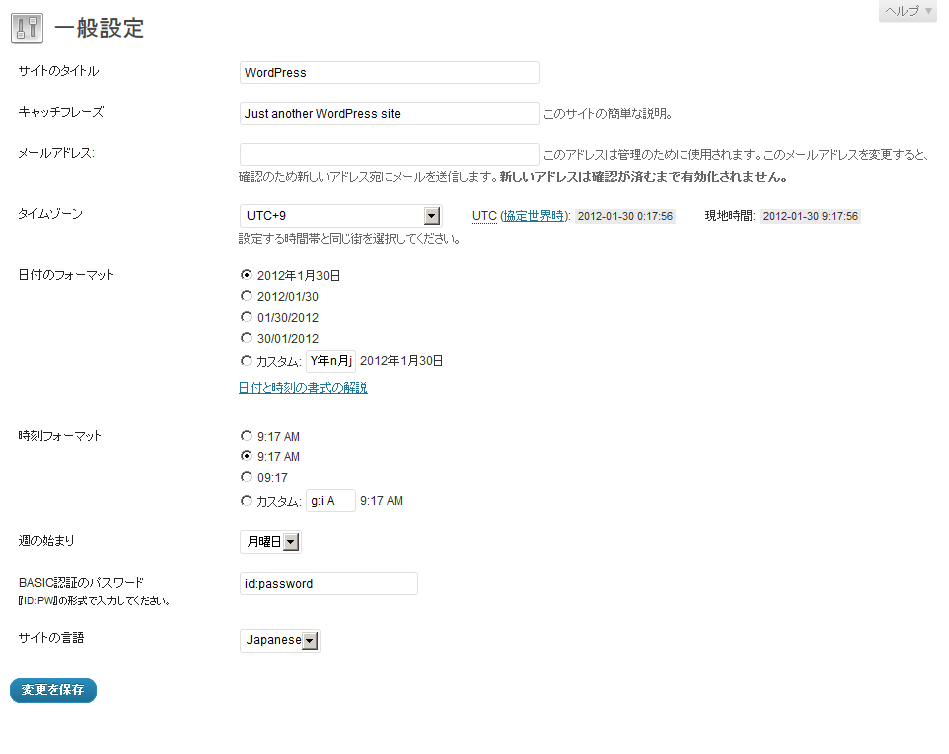 ヘルプ
一般設定
サイトのタイトル WordPress
キャッチフレーズ Just another WordPress site このサイトの簡単な説明。
メールアドレス: このアドレスは管理のために使用されます。このメールアドレスを変更すると、
確認のため新しいアドレス宛にメールを送信します。新しいアドレスは確認が済むまで有効化されません。
タイムゾーン UTC+9 UTC (協定世界時): 2012-01-30 0:17:56 現地時間: 2012-01-30 9:17:56
設定する時間帯と同じ街を選択してください。
日付のフォーマット 2012年1月30日
2012/01/30
01/30/2012
30/01/2012
カスタム: Y年n月j 2012年1月30日
日付と時刻の書式の解説
時刻フォーマット 9:17 AM
9:17 AM
09:17
カスタム: g:i A 9:17 AM
週の始まり 月曜日
BASIC認証のパスワード id:password
『ID:PW』の形式で入力してください。
サイトの言語 Japanese
変更を保存